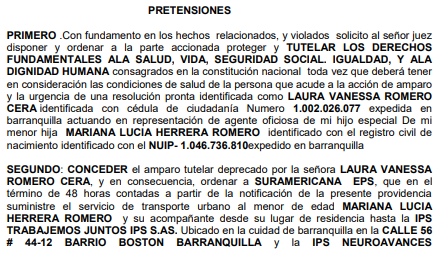 PRETENSIONES
PRIMERO .Con fundamento en los hechos relacionados, y violados solicito al señor juez
disponer y ordenar a la parte accionada proteger y TUTELAR LOS DERECHOS
FUNDAMENTALES ALA SALUD, VIDA, SEGURIDAD SOCIAL. IGUALDAD, Y ALA
DIGNIDAD HUMANA consagrados en la constitución nacional toda vez que deberá tener
en consideración las condiciones de salud de la persona que acude a la acción de amparo
y la urgencia de una resolución pronta identificada como LAURA VANESSA ROMERO
CERA identificada con cédula de ciudadanía Numero 1.002.026.077 expedida en
barranquilla actuando en representación de agente oficiosa de mi hijo especial De mi
menor hija MARIANA LUCIA HERRERA ROMERO identificado con el registro civil de
nacimiento identificado con el NUIP- 1.046.736.810expedido en barranquilla
SEGUNDO: CONCEDER el amparo tutelar deprecado por la señora LAURA VANESSA
ROMERO CERA, y en consecuencia, ordenar a SURAMERICANA EPS, que en el
término de 48 horas contadas a partir de la notificación de la presente providencia
suministre el servicio de transporte urbano al menor de edad MARIANA LUCIA
HERRERA ROMERO y su acompañante desde su lugar de residencia hasta la IPS
TRABAJEMOS JUNTOS IPS S.AS. Ubicado en la cuidad de barranquilla en la CALLE 56
# 44-12 BARRIO BOSTON BARRANQUILLA y la IPS NEUROAVANCES